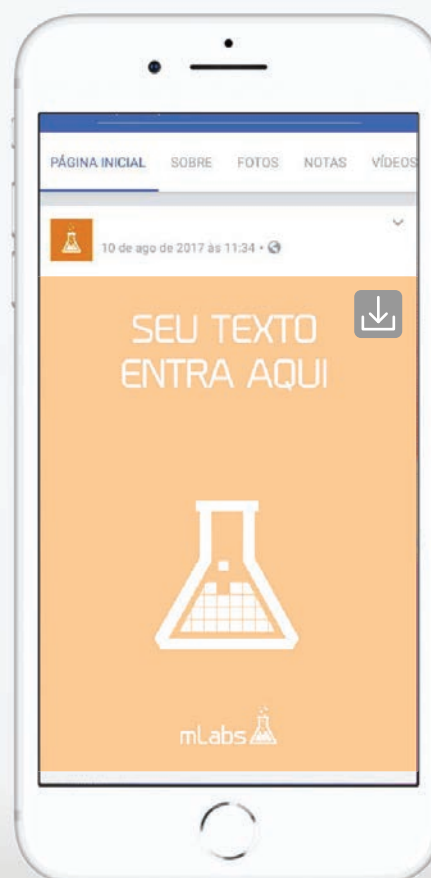 PÁGINA INICIAL SOBRE FOTOS NOTAS VÍDEOS
10 de ago de 2017 às 11:34 •
SEU TEXTO
ENTRA AQUI
mLabs